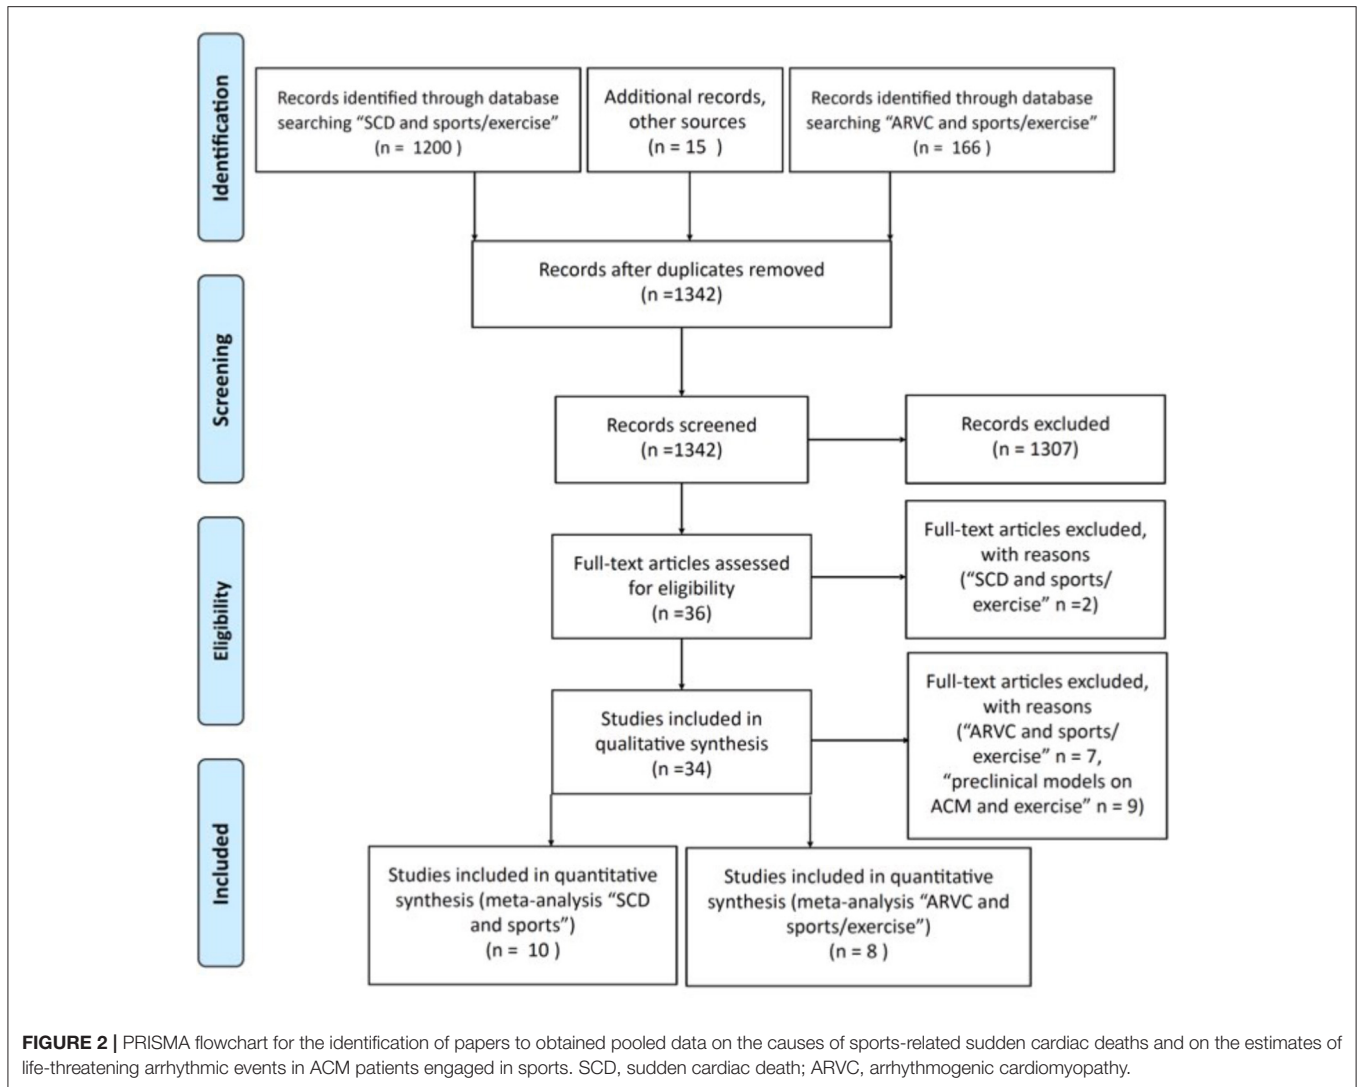 Identification
Records identified through database
searching “SCD and sports/exercise”
(n = 1200 )
Additional records,
other sources
(n = 15 )
Records identified through database
searching “ARVC and sports/exercise”
(n = 166 )
Records after duplicates removed
(n =1342)
Screening
Records screened
(n =1342)
Records excluded
(n = 1307)
Eligibility
Full-text articles assessed
for eligibility
(n =36)
Full-text articles excluded,
with reasons
(“SCD and sports/
exercise” n =2)
Studies included in
qualitative synthesis
(n =34)
Full-text articles excluded,
with reasons
(“ARVC and sports/
exercise” n = 7,
“preclinical models on
ACM and exercise” n = 9)
Included
Studies included in quantitative
synthesis (meta-analysis “SCD
and sports”)
(n = 10 )
Studies included in quantitative
synthesis (meta-analysis “ARVC and
sports/exercise”)
(n = 8 )
FIGURE 2 | PRISMA flowchart for the identification of papers to obtained pooled data on the causes of sports-related sudden cardiac deaths and on the estimates of
life-threatening arrhythmic events in ACM patients engaged in sports. SCD, sudden cardiac death; ARVC, arrhythmogenic cardiomyopathy.